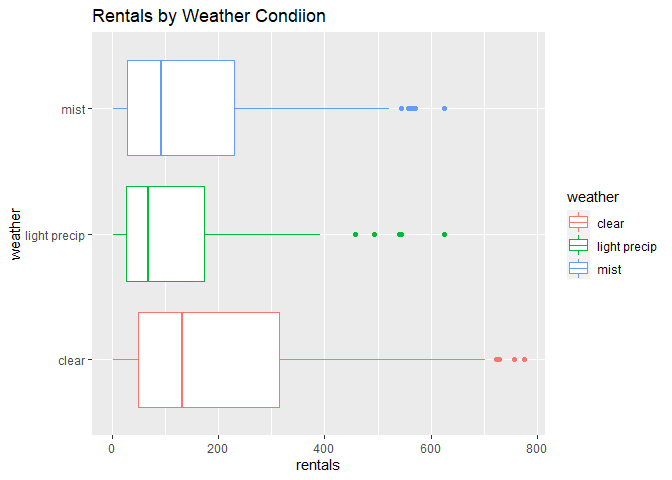 Rentals by Weather Condiion
weather
mist
light precip
clear
0 200 400 600 800
rentals
weather
clear
light precip
mist